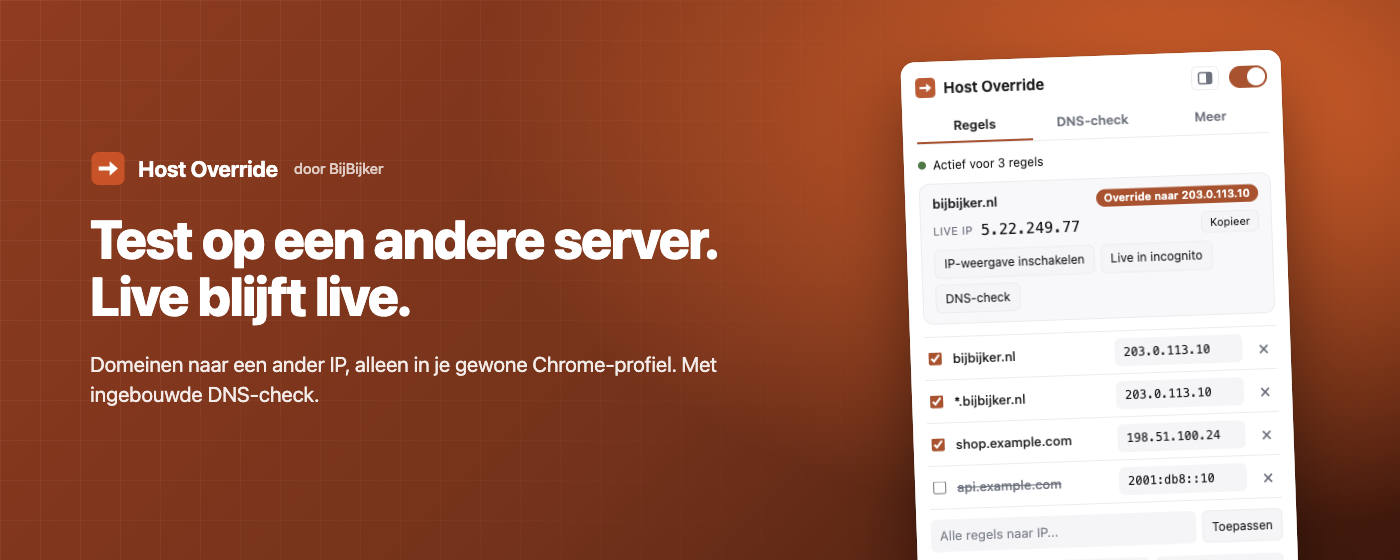 Host Override door BijBijker
Test op een andere server.
Live blijft live.
Domeinen naar een ander IP, alleen in je gewone Chrome-profiel. Met
ingebouwde DNS-check.
Host Override
Regels DNS-check Meer
Actief voor 3 regels
bijbijker.nl Override naar 203.0.113.10
LIVE IP 5.22.249.77 Kopieer
IP-weergave inschakelen Live in incognito
DNS-check
bijbijker.nl 203.0.113.10 ×
*.bijbijker.nl 203.0.113.10 ×
shop.example.com 198.51.100.24 ×
api.example.com 2001:db8::10 ×
Alle regels naar IP... Toepassen